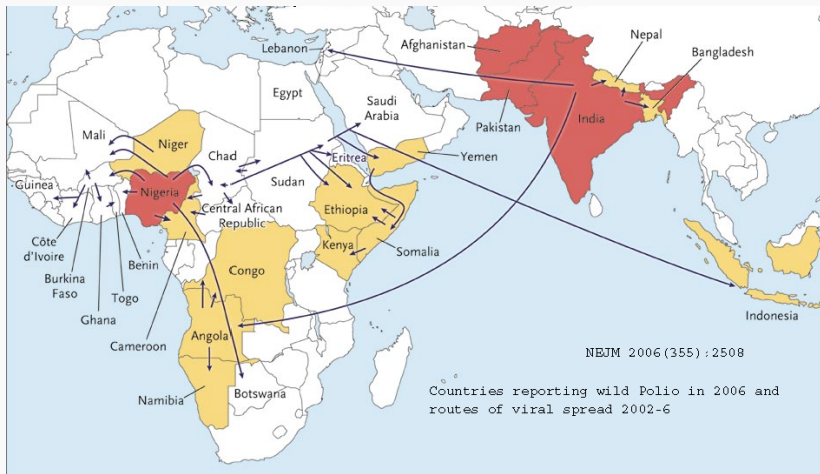 Lebanon
Afghanistan
Nepal
Bangladesh
Egypt
Saudi
Arabia
Pakistan
India
Mali
Niger
Chad
Eritrea
Yemen
Guinea
Nigeria
Sudan
Central African
Republic
Ethiopia
Côte
d'Ivoire
Burkina
Faso
Benin
Togo
Ghana
Cameroon
Congo
Kenya
Somalia
Angola
Indonesia
Namibia
Botswana
NEJM 2006(355):2508
Countries reporting wild Polio in 2006 and
routes of viral spread 2002-6